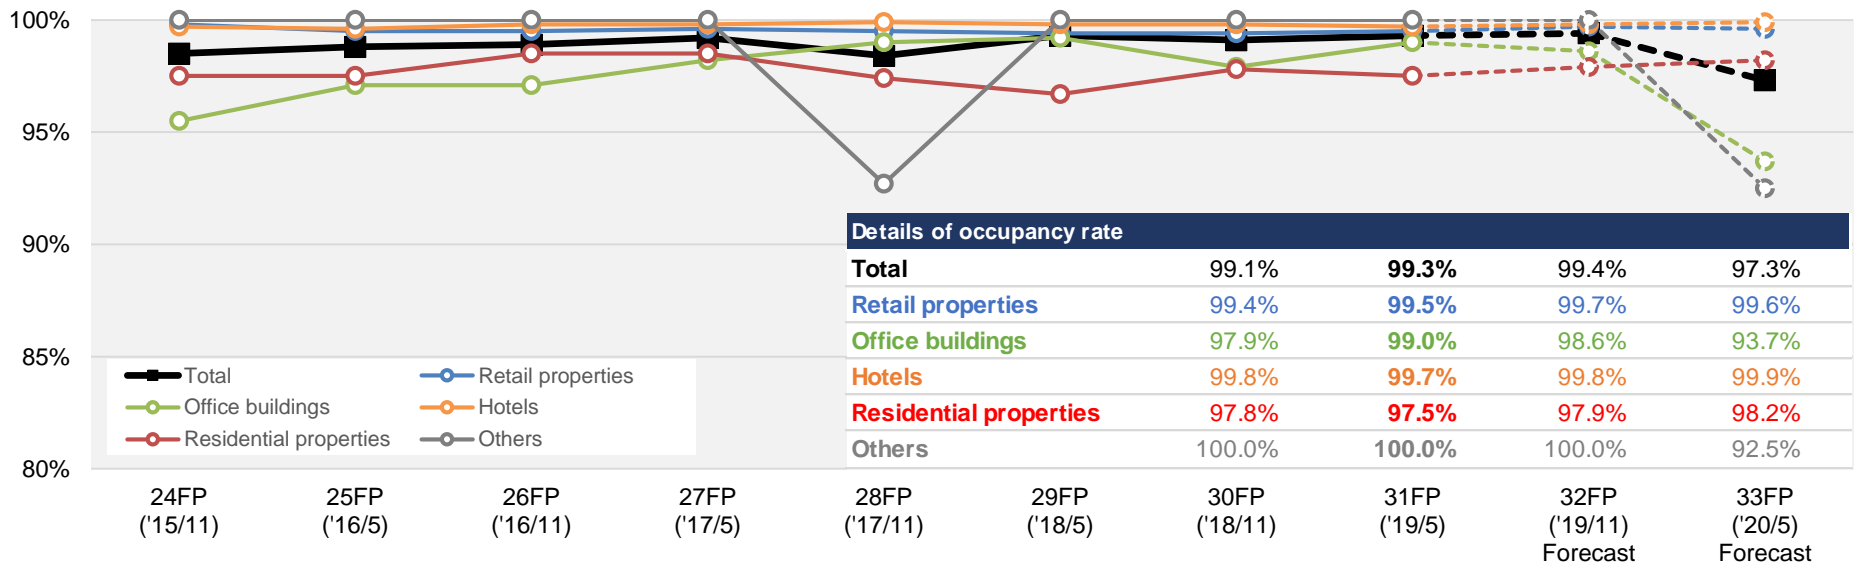 100%
95%
90%
85%
80%
Details of occupancy rate
Total 99.1% 99.3% 99.4% 97.3%
Retail properties 99.4% 99.5% 99.7% 99.6%
Office buildings 97.9% 99.0% 98.6% 93.7%
Hotels 99.8% 99.7% 99.8% 99.9%
Residential properties 97.8% 97.5% 97.9% 98.2%
Others 100.0% 100.0% 100.0% 92.5%
Total Retail properties
Office buildings Hotels
Residential properties Others
24FP 25FP 26FP 27FP 28FP 29FP 30FP 31FP 32FP 33FP
('15/11) ('16/5) ('16/11) ('17/5) ('17/11) ('18/5) ('18/11) ('19/5) ('19/11) ('20/5)
Forecast Forecast